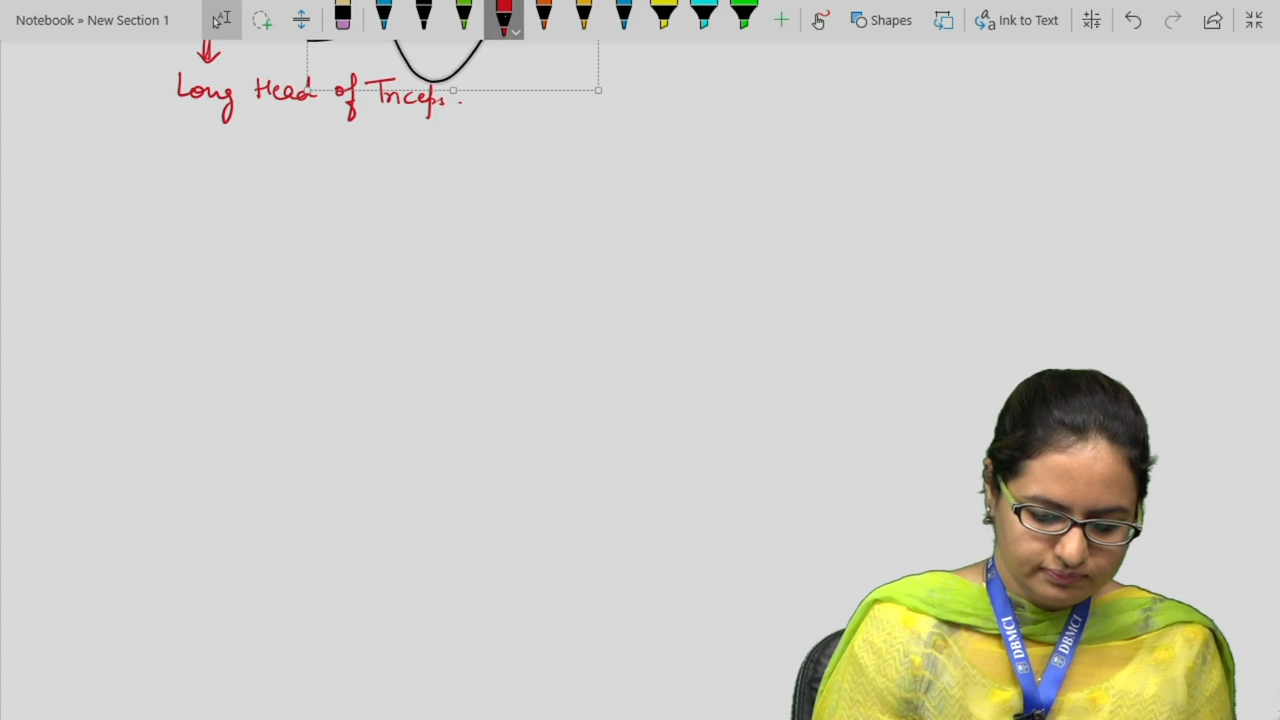 Notebook » New Section 1
Shapes
Ink to Text
Long Head of Triceps.
DBMCI
DBMCI